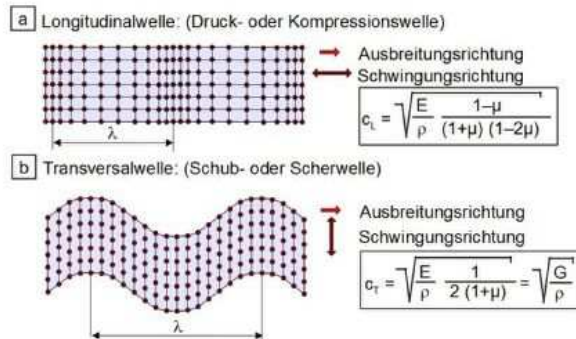 a Longitudinalwelle: (Druck- oder Kompressionswelle)
Ausbreitungsrichtung
Schwingungsrichtung
c_L = √(E/ρ (1–μ)/((1+μ) (1–2μ)))
λ
b Transversalwelle: (Schub- oder Scherwelle)
Ausbreitungsrichtung
Schwingungsrichtung
c_T = √(E/ρ 1/(2 (1+μ))) = √(G/ρ)
λ